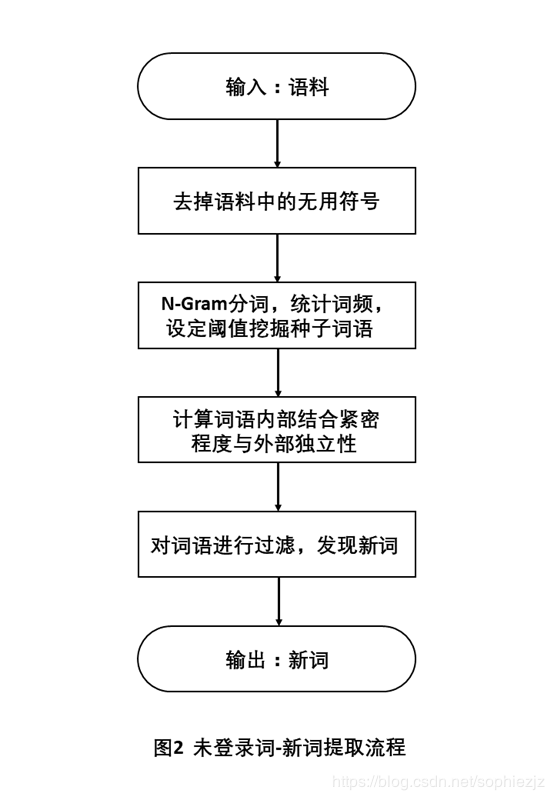 输入：语料
去掉语料中的无用符号
N-Gram分词，统计词频，
设定阈值挖掘种子词语
计算词语内部结合紧密
程度与外部独立性
对词语进行过滤，发现新词
输出：新词
图2 未登录词-新词提取流程
https://blog.csdn.net/sophiezjz